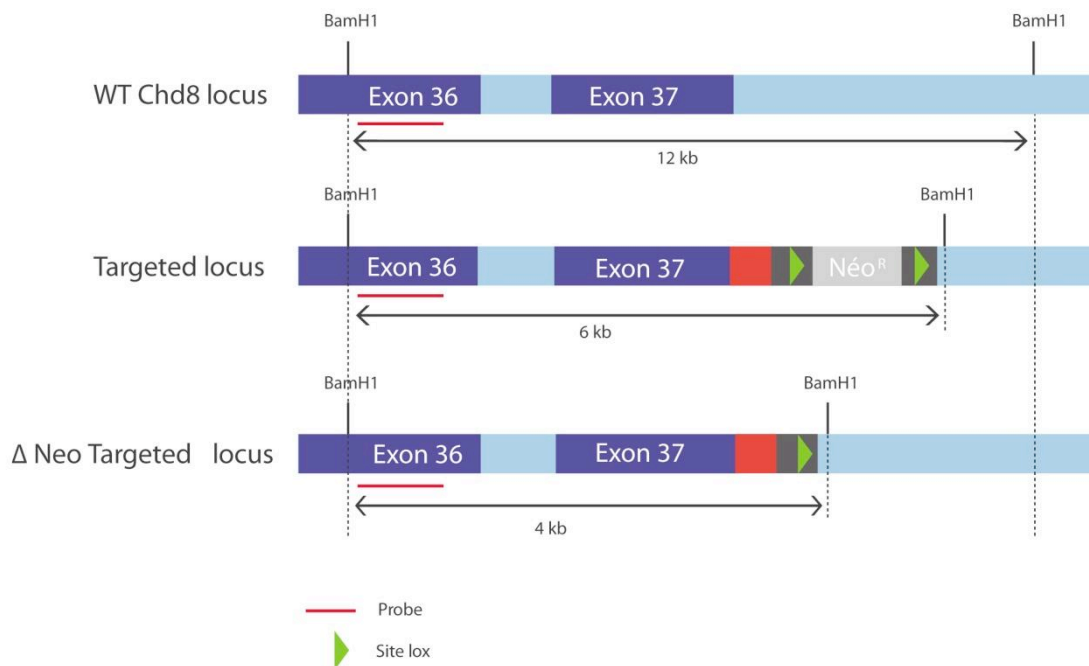 BamH1 BamH1
WT Chd8 locus Exon 36 Exon 37
12 kb
BamH1 BamH1
Targeted locus Exon 36 Exon 37 Néoᴿ
6 kb
BamH1 BamH1
Δ Neo Targeted locus Exon 36 Exon 37
4 kb
Probe
Site lox